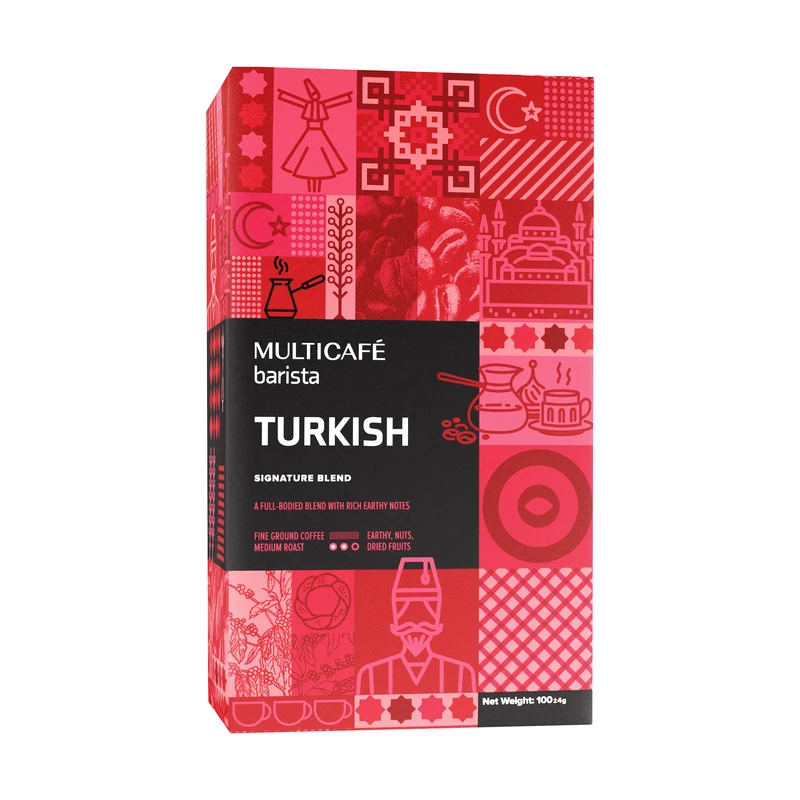 MULTICAFÉ
barista
TURKISH
SIGNATURE BLEND
A FULL-BODIED BLEND WITH RICH EARTHY NOTES
FINE GROUND COFFEE
MEDIUM ROAST
EARTHY, NUTS,
DRIED FRUITS
Net Weight: 100±4g